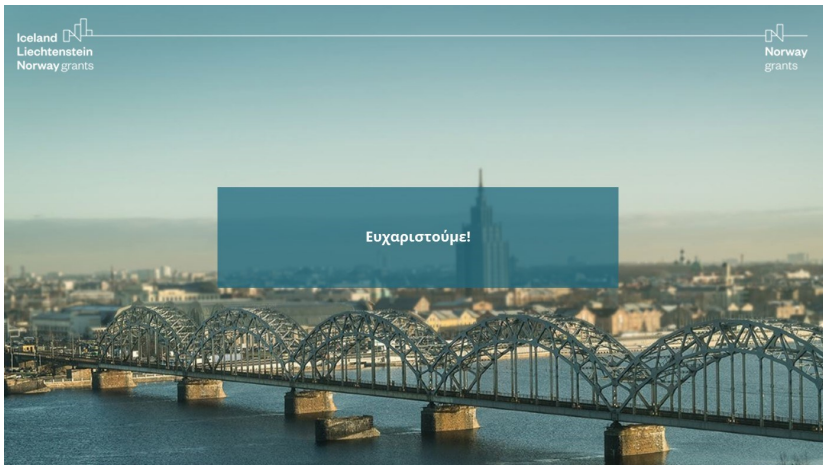 Iceland
Liechtenstein
Norway grants
Norway
grants
Ευχαριστούμε!